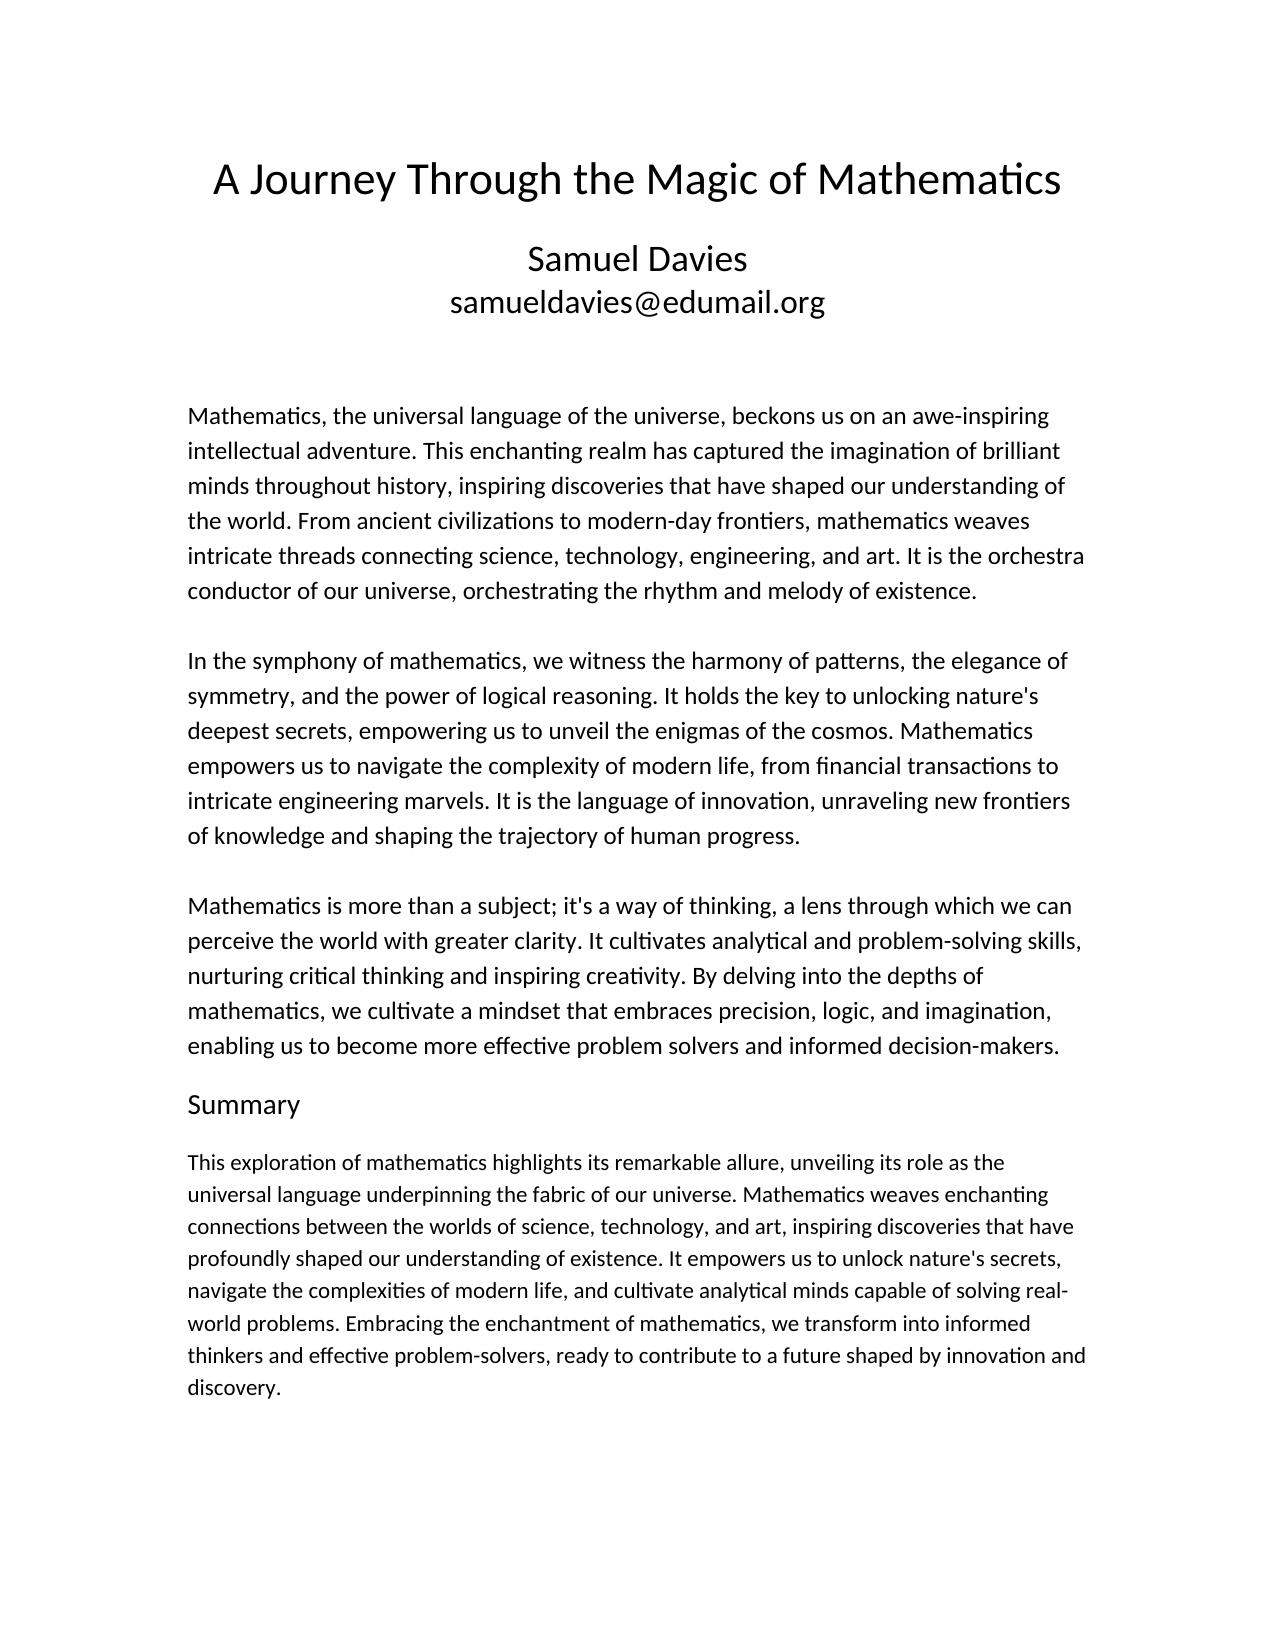 A Journey Through the Magic of Mathematics
Samuel Davies
samueldavies@edumail.org
Mathematics, the universal language of the universe, beckons us on an awe-inspiring
intellectual adventure. This enchanting realm has captured the imagination of brilliant
minds throughout history, inspiring discoveries that have shaped our understanding of
the world. From ancient civilizations to modern-day frontiers, mathematics weaves
intricate threads connecting science, technology, engineering, and art. It is the orchestra
conductor of our universe, orchestrating the rhythm and melody of existence.
In the symphony of mathematics, we witness the harmony of patterns, the elegance of
symmetry, and the power of logical reasoning. It holds the key to unlocking nature's
deepest secrets, empowering us to unveil the enigmas of the cosmos. Mathematics
empowers us to navigate the complexity of modern life, from financial transactions to
intricate engineering marvels. It is the language of innovation, unraveling new frontiers
of knowledge and shaping the trajectory of human progress.
Mathematics is more than a subject; it's a way of thinking, a lens through which we can
perceive the world with greater clarity. It cultivates analytical and problem-solving skills,
nurturing critical thinking and inspiring creativity. By delving into the depths of
mathematics, we cultivate a mindset that embraces precision, logic, and imagination,
enabling us to become more effective problem solvers and informed decision-makers.
Summary
This exploration of mathematics highlights its remarkable allure, unveiling its role as the
universal language underpinning the fabric of our universe. Mathematics weaves enchanting
connections between the worlds of science, technology, and art, inspiring discoveries that have
profoundly shaped our understanding of existence. It empowers us to unlock nature's secrets,
navigate the complexities of modern life, and cultivate analytical minds capable of solving real-
world problems. Embracing the enchantment of mathematics, we transform into informed
thinkers and effective problem-solvers, ready to contribute to a future shaped by innovation and
discovery.